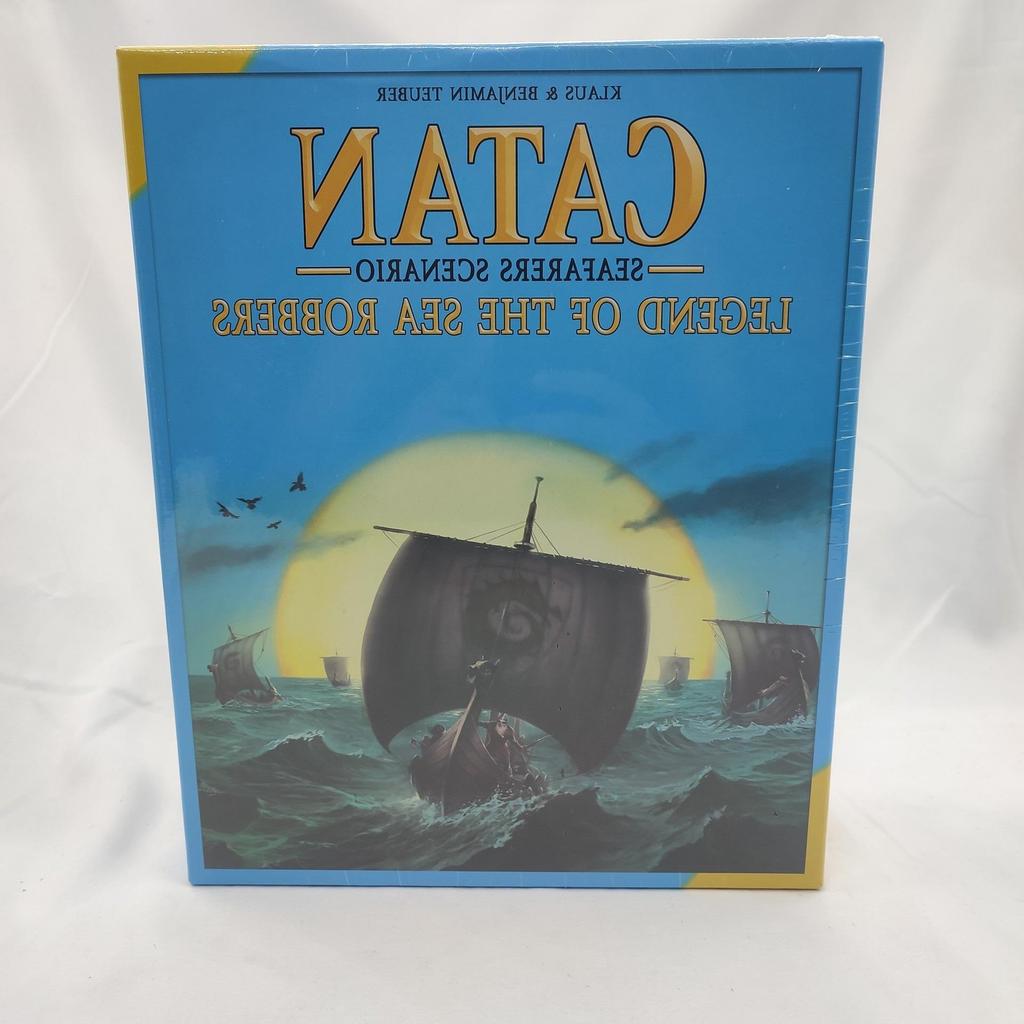 KLAUS & BENJAMIN TEUBER
CATAN
SEAFARERS SCENARIO
LEGEND OF THE SEA ROBBERS